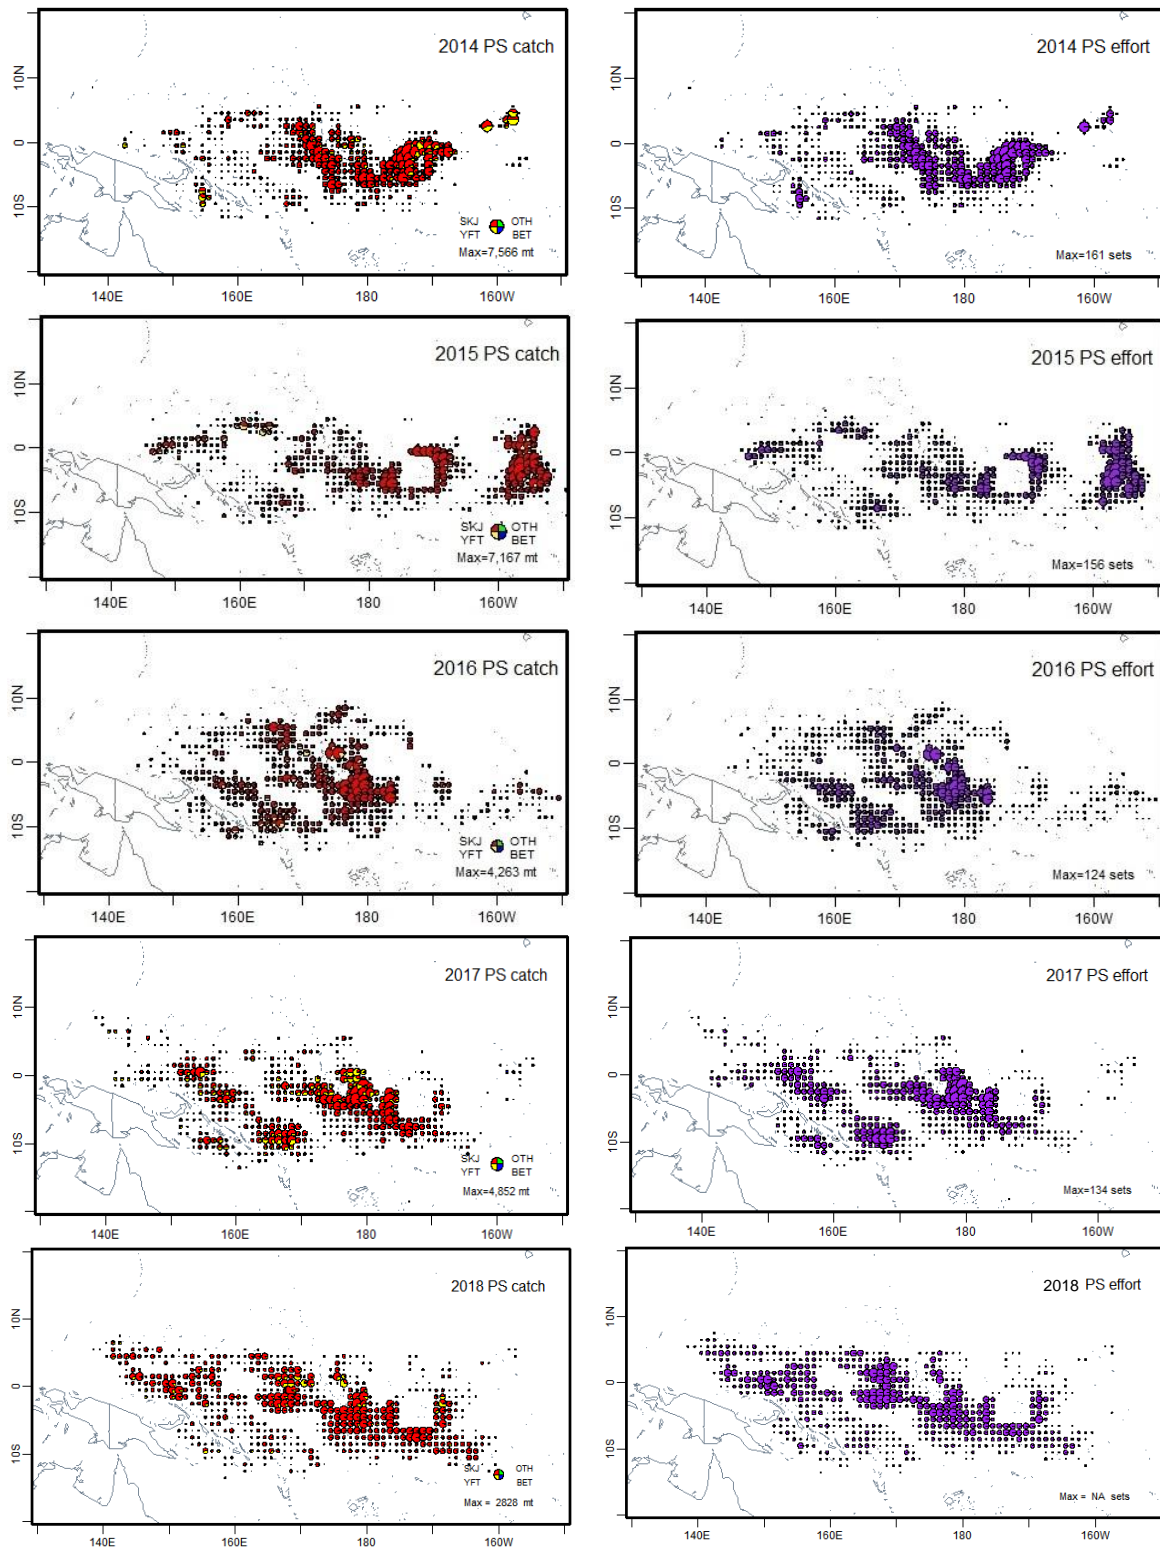 2014 PS catch
10N
0
10S
SKJ OTH
YFT BET
Max=7,566 mt
140E 160E 180 160W
2014 PS effort
10N
0
10S
Max=161 sets
140E 160E 180 160W
2015 PS catch
10N
0
10S
SKJ OTH
YFT BET
Max=7,167 mt
140E 160E 180 160W
2015 PS effort
10N
0
10S
Max=156 sets
140E 160E 180 160W
2016 PS catch
10N
0
10S
SKJ OTH
YFT BET
Max=4,263 mt
140E 160E 180 160W
2016 PS effort
10N
0
10S
Max=124 sets
140E 160E 180 160W
2017 PS catch
10N
0
10S
SKJ OTH
YFT BET
Max=4,852 mt
140E 160E 180 160W
2017 PS effort
10N
0
10S
Max=134 sets
140E 160E 180 160W
2018 PS catch
10N
0
10S
SKJ OTH
YFT BET
Max = 2828 mt
140E 160E 180 160W
2018 PS effort
10N
0
10S
Max = NA sets
140E 160E 180 160W